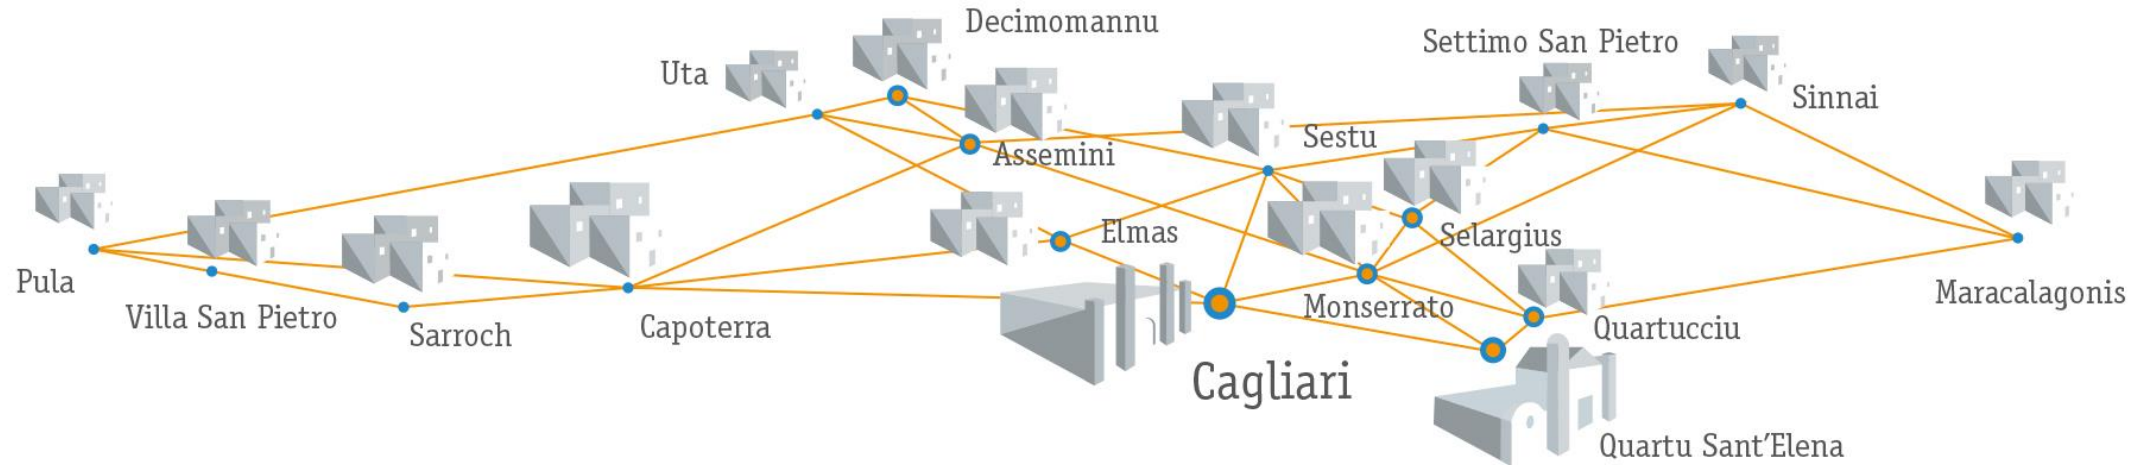 Decimomannu
Settimo San Pietro
Uta
Sinnai
Sestu
Assemini
Elmas
Selargius
Pula
Maracalagonis
Villa San Pietro
Monserrato
Sarroch
Capoterra
Quartucciu
Cagliari
Quartu Sant'Elena